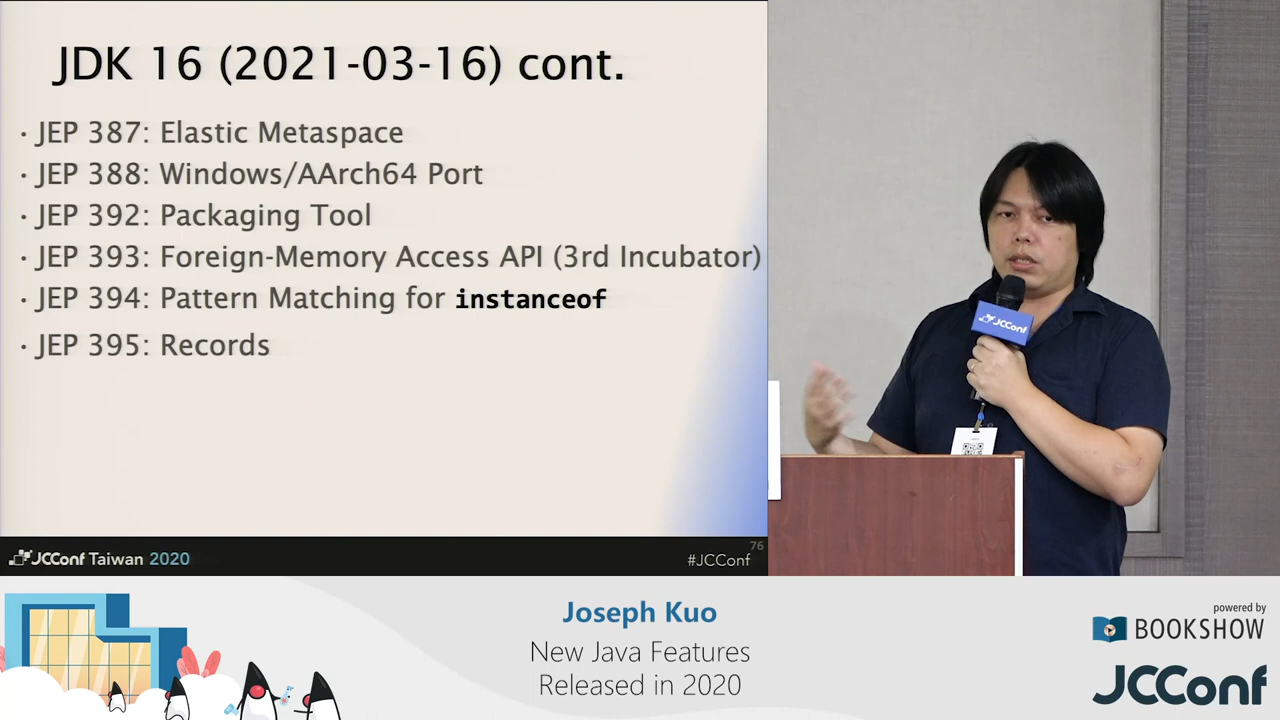 JDK 16 (2021-03-16) cont.
· JEP 387: Elastic Metaspace
· JEP 388: Windows/AArch64 Port
· JEP 392: Packaging Tool
· JEP 393: Foreign-Memory Access API (3rd Incubator)
· JEP 394: Pattern Matching for instanceof
· JEP 395: Records
76
JCConf Taiwan 2020
#JCConf
JCConf
Joseph Kuo
New Java Features
Released in 2020
powered by
BOOKSHOW
JCConf